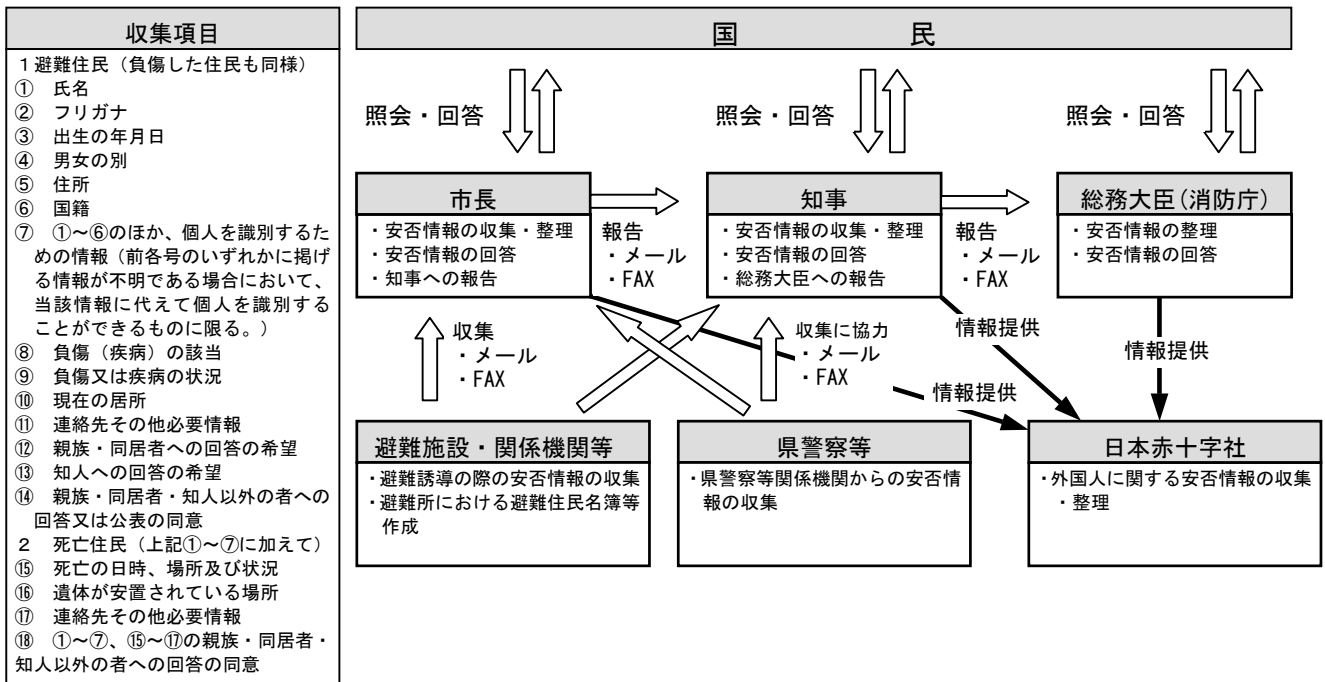 収集項目
1避難住民（負傷した住民も同様）
① 氏名
② フリガナ
③ 出生の年月日
④ 男女の別
⑤ 住所
⑥ 国籍
⑦ ①～⑥のほか、個人を識別するた
めの情報（前各号のいずれかに掲げ
る情報が不明である場合において、
当該情報に代えて個人を識別する
ことができるものに限る。）
⑧ 負傷（疾病）の該当
⑨ 負傷又は疾病の状況
⑩ 現在の居所
⑪ 連絡先その他必要情報
⑫ 親族・同居者への回答の希望
⑬ 知人への回答の希望
⑭ 親族・同居者・知人以外の者への
回答又は公表の同意
2 死亡住民（上記①～⑦に加えて）
⑮ 死亡の日時、場所及び状況
⑯ 遺体が安置されている場所
⑰ 連絡先その他必要情報
⑱ ①～⑦、⑮～⑰の親族・同居者・
知人以外の者への回答の同意
国 民
照会・回答
照会・回答
照会・回答
市長
・安否情報の収集・整理
・安否情報の回答
・知事への報告
報告
・メール
・FAX
知事
・安否情報の収集・整理
・安否情報の回答
・総務大臣への報告
報告
・メール
・FAX
総務大臣(消防庁)
・安否情報の整理
・安否情報の回答
収集
・メール
・FAX
収集に協力
・メール
・FAX
情報提供
情報提供
情報提供
避難施設・関係機関等
・避難誘導の際の安否情報の収集
・避難所における避難住民名簿等
作成
県警察等
・県警察等関係機関からの安否情
報の収集
日本赤十字社
・外国人に関する安否情報の収集
・整理